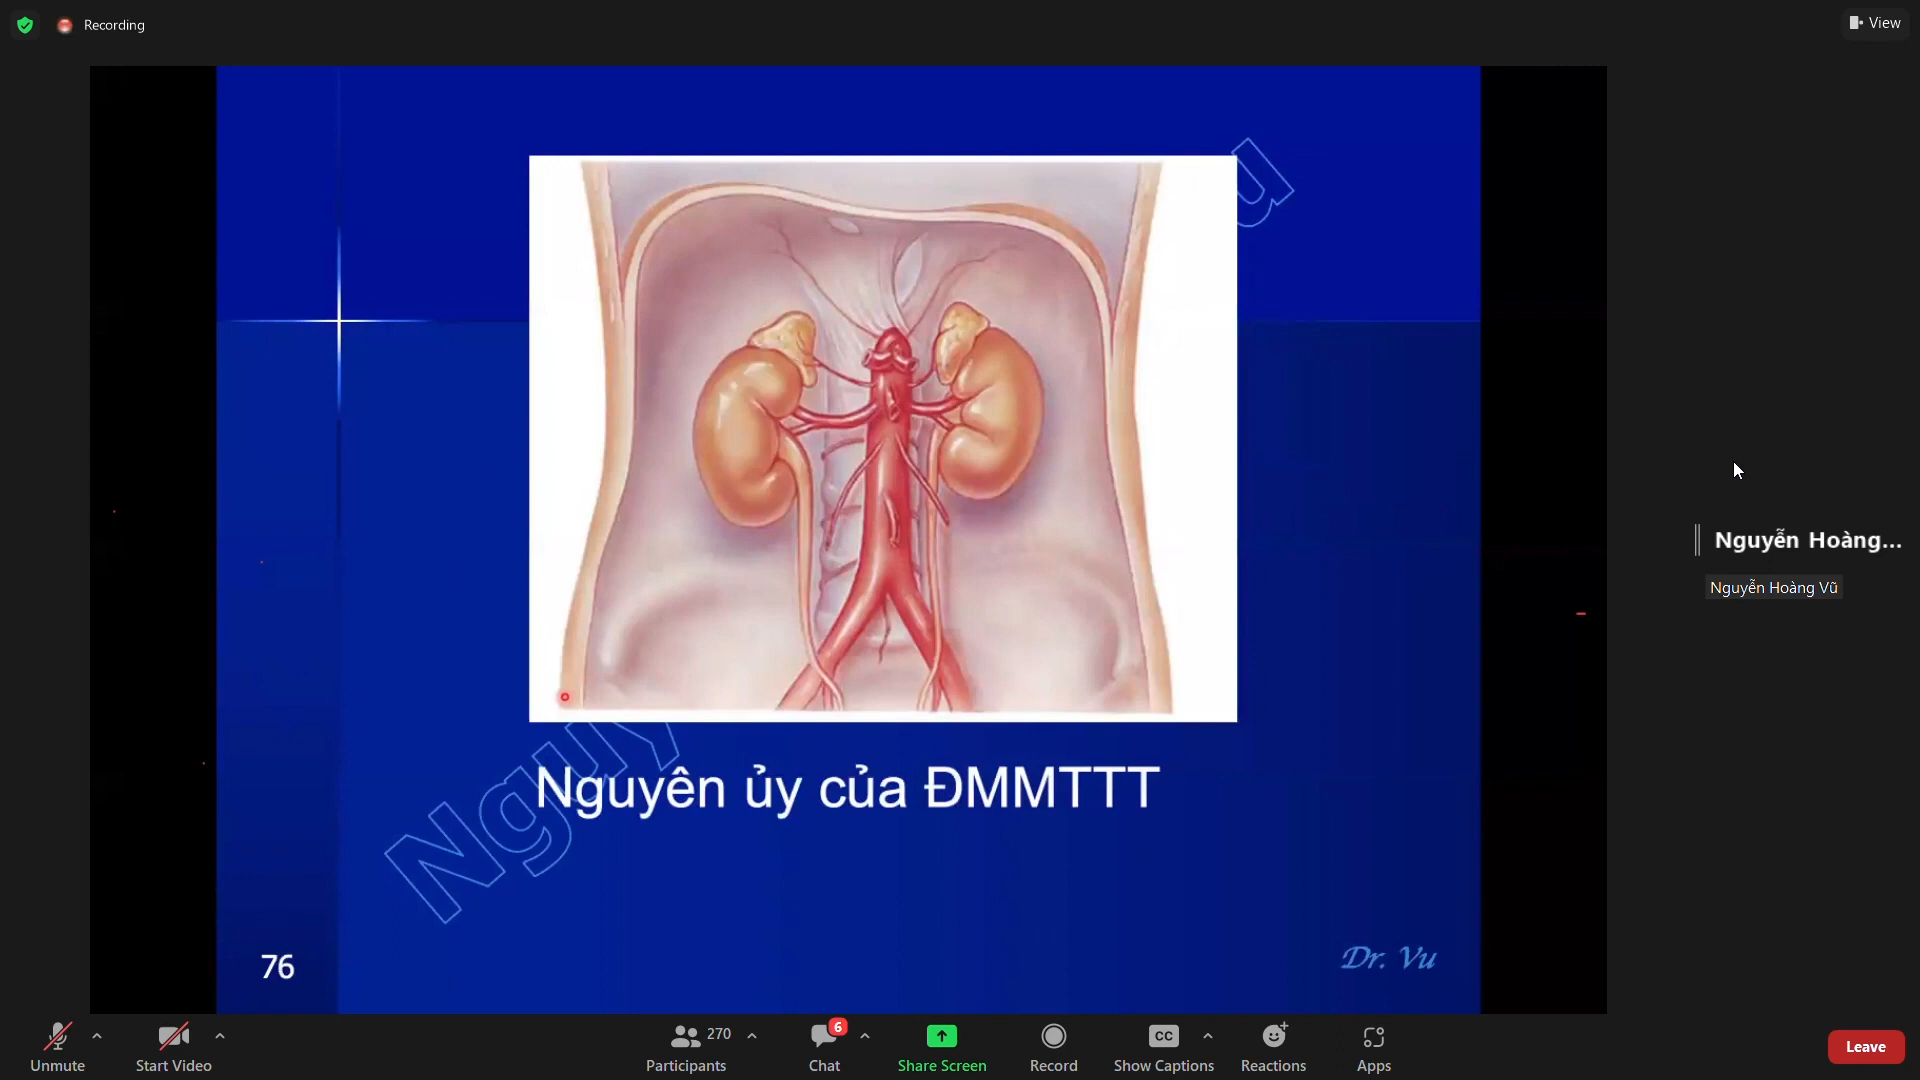 Recording
View
Nguyễn Hoàng...
Nguyễn Hoàng Vũ
Nguyên ủy của ĐMMTTT
76
Dr. Vu
Unmute
Start Video
270
Participants
6
Chat
Share Screen
Record
CC
Show Captions
Reactions
Apps
Leave